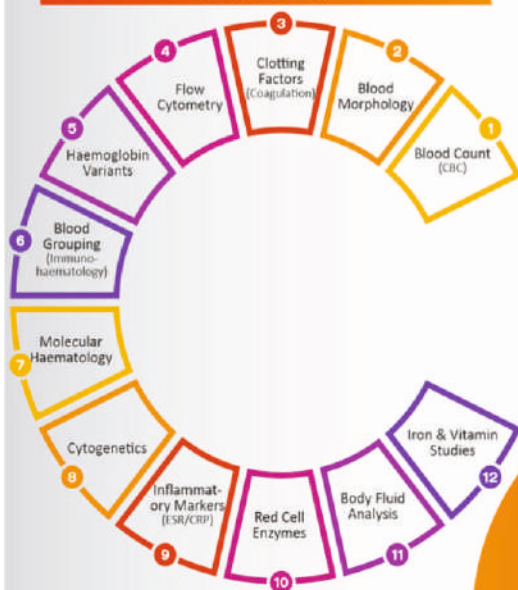 1
Blood Count
(CBC)
2
Blood
Morphology
3
Clotting
Factors
(Coagulation)
4
Flow
Cytometry
5
Haemoglobin
Variants
6
Blood
Grouping
(Immuno-
haematology)
7
Molecular
Haematology
8
Cytogenetics
9
Inflammat-
ory Markers
(ESR/CRP)
10
Red Cell
Enzymes
11
Body Fluid
Analysis
12
Iron & Vitamin
Studies